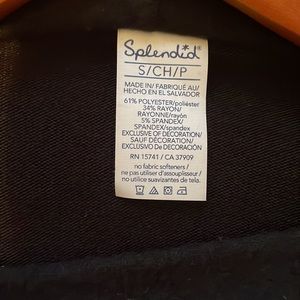 Splendid®
S/CH/P
MADE IN/ FABRIQUÉ AU/
HECHO EN EL SALVADOR
61% POLYESTER/poliéster
34% RAYON/
RAYONNE/rayón
5% SPANDEX/
SPANDEX/spandex
EXCLUSIVE OF DECORATION/
SAUF DÉCORATION/
EXCLUSIVO De DECORACIÓN
RN 15741 / CA 37909
no fabric softeners /
ne pas utiliser d'assouplisseur /
no utilice suavizantes de tela.